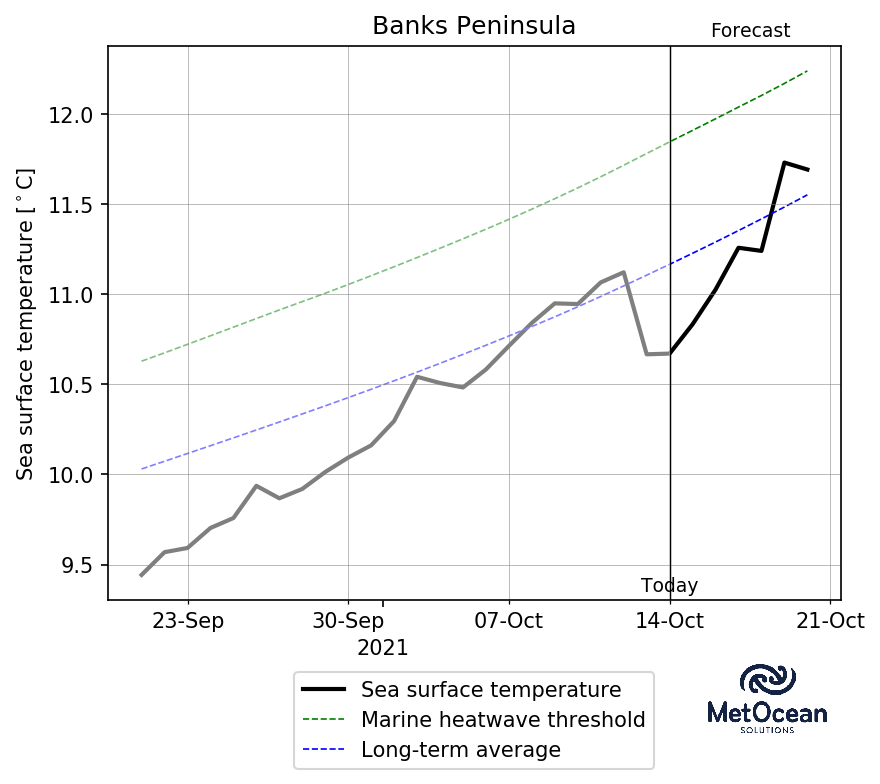 Banks Peninsula
Forecast
Sea surface temperature [°C]
12.0
11.5
11.0
10.5
10.0
9.5
Today
23-Sep
30-Sep
07-Oct
14-Oct
21-Oct
2021
Sea surface temperature
Marine heatwave threshold
Long-term average
MetOcean
SOLUTIONS